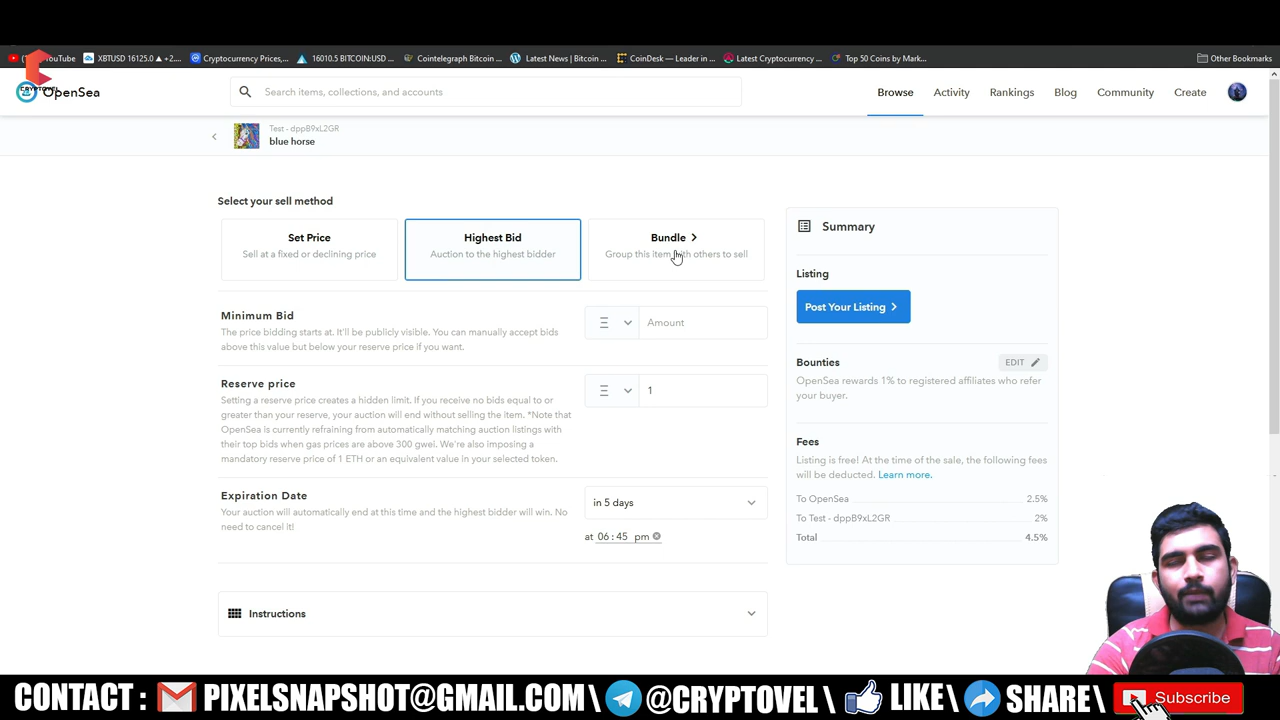 YouTube
XBTUSD 16125.0 ▲ +2....
Cryptocurrency Prices,...
16010.5 BITCOIN:USD ...
Cointelegraph Bitcoin ...
Latest News | Bitcoin ...
CoinDesk — Leader in ...
Latest Cryptocurrency ...
Top 50 Coins by Mark...
Other Bookmarks
OpenSea
Search items, collections, and accounts
Browse
Activity
Rankings
Blog
Community
Create
Test - dppB9xL2GR
blue horse
Select your sell method
Set Price
Sell at a fixed or declining price
Highest Bid
Auction to the highest bidder
Bundle
Group this item with others to sell
Minimum Bid
The price bidding starts at. It'll be publicly visible. You can manually accept bids
above this value but below your reserve price if you want.
Amount
Reserve price
Setting a reserve price creates a hidden limit. If you receive no bids equal to or
greater than your reserve, your auction will end without selling the item. *Note that
OpenSea is currently refraining from automatically matching auction listings with
their top bids when gas prices are above 300 gwei. We're also imposing a
mandatory reserve price of 1 ETH or an equivalent value in your selected token.
1
Expiration Date
Your auction will automatically end at this time and the highest bidder will win. No
need to cancel it!
in 5 days
at 06 : 45 pm
Instructions
Summary
Listing
Post Your Listing
Bounties
EDIT
OpenSea rewards 1% to registered affiliates who refer
your buyer.
Fees
Listing is free! At the time of the sale, the following fees
will be deducted. Learn more.
To OpenSea 2.5%
To Test - dppB9xL2GR 2%
Total 4.5%
CONTACT : PIXELSNAPSHOT@GMAIL.COM \ @CRYPTOVEL \ LIKE \ SHARE \ Subscribe